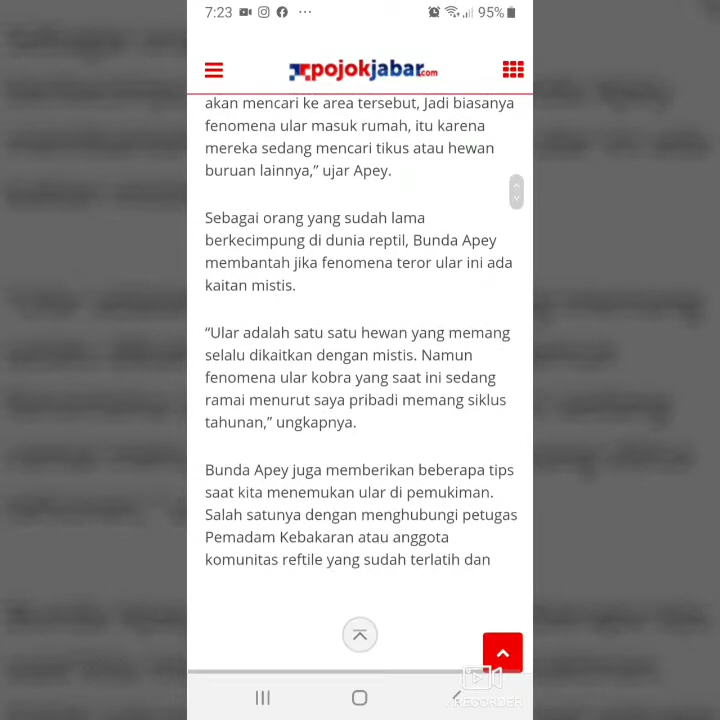 7:23
95%
pojokjabar.com
akan mencari ke area tersebut, Jadi biasanya
fenomena ular masuk rumah, itu karena
mereka sedang mencari tikus atau hewan
buruan lainnya,” ujar Apey.
Sebagai orang yang sudah lama
berkecimpung di dunia reptil, Bunda Apey
membantah jika fenomena teror ular ini ada
kaitan mistis.
“Ular adalah satu satu hewan yang memang
selalu dikaitkan dengan mistis. Namun
fenomena ular kobra yang saat ini sedang
ramai menurut saya pribadi memang siklus
tahunan,” ungkapnya.
Bunda Apey juga memberikan beberapa tips
saat kita menemukan ular di pemukiman.
Salah satunya dengan menghubungi petugas
Pemadam Kebakaran atau anggota
komunitas reftile yang sudah terlatih dan
RECORDER